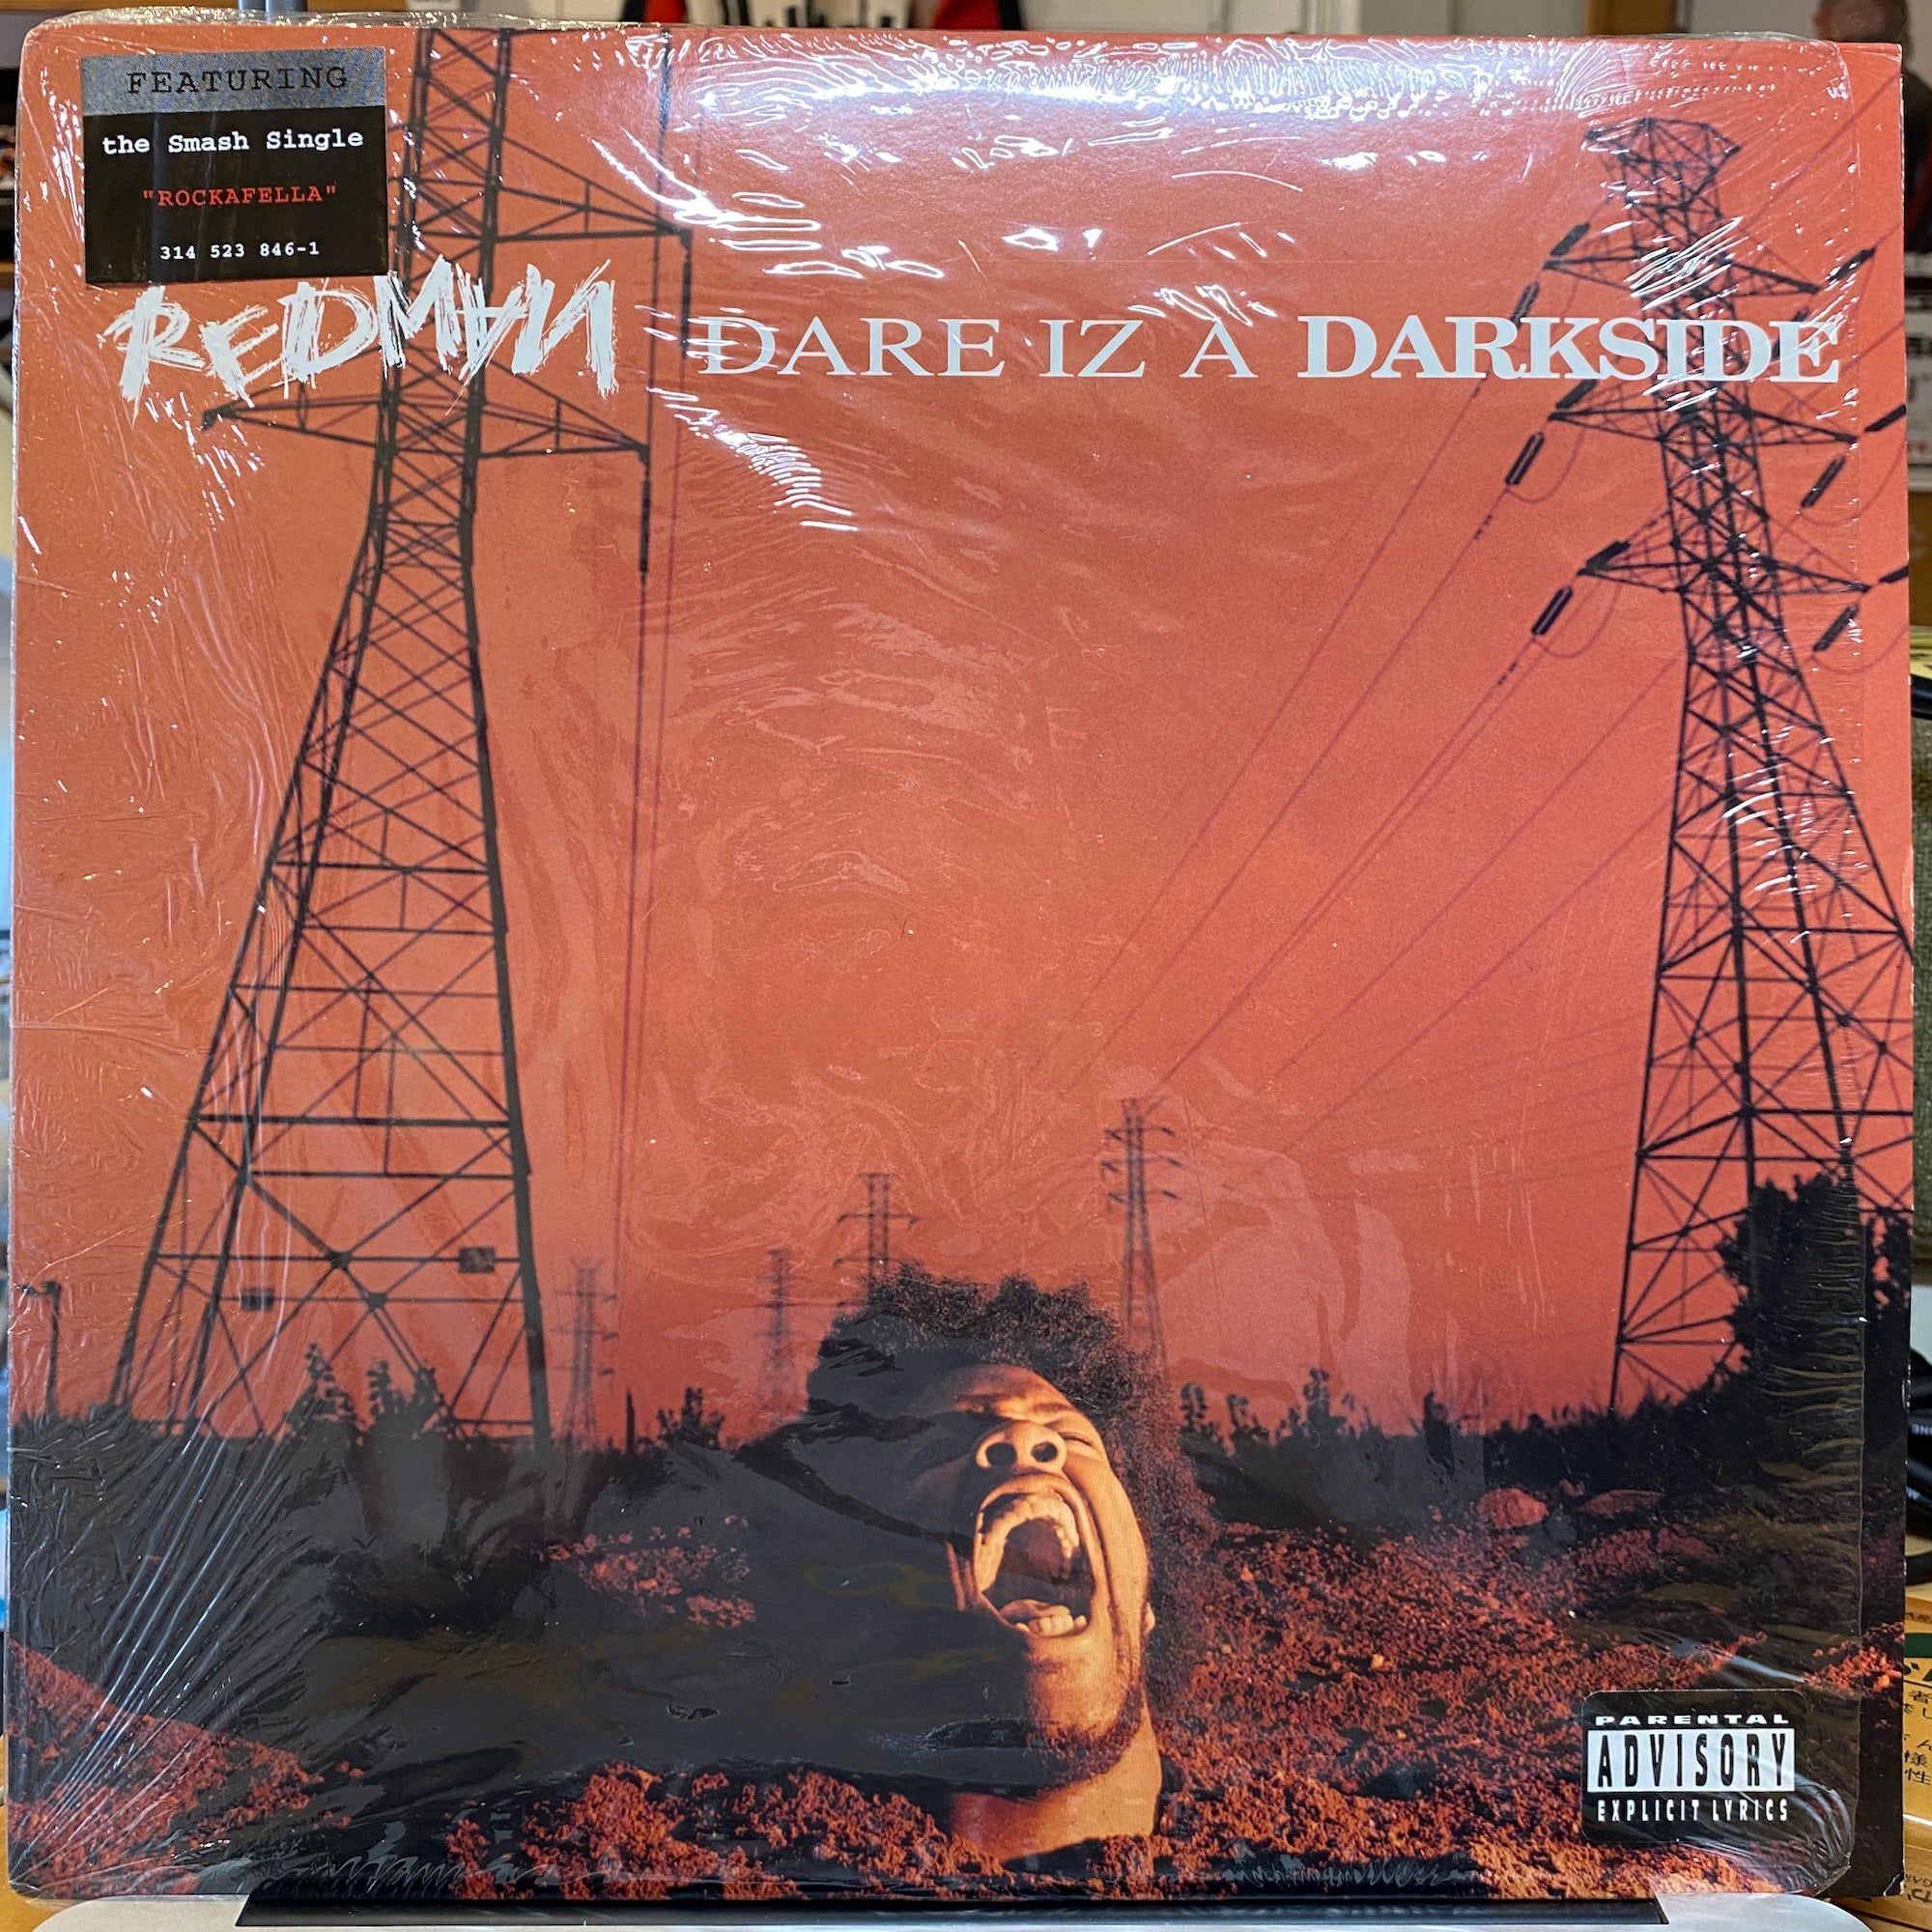 FEATURING
the Smash Single
"ROCKAFELLA"
314 523 846-1
REDMAN DARE IZ A DARKSIDE
PARENTAL
ADVISORY
EXPLICIT LYRICS